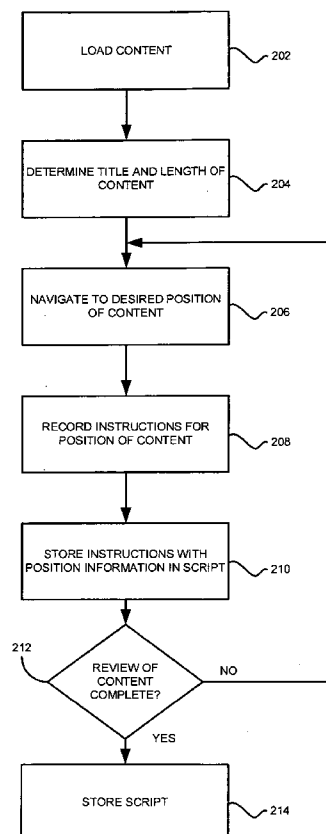 LOAD CONTENT
202
DETERMINE TITLE AND LENGTH OF
CONTENT
204
NAVIGATE TO DESIRED POSITION
OF CONTENT
206
RECORD INSTRUCTIONS FOR
POSITION OF CONTENT
208
STORE INSTRUCTIONS WITH
POSITION INFORMATION IN SCRIPT
210
212
REVIEW OF
CONTENT
COMPLETE?
NO
YES
STORE SCRIPT
214